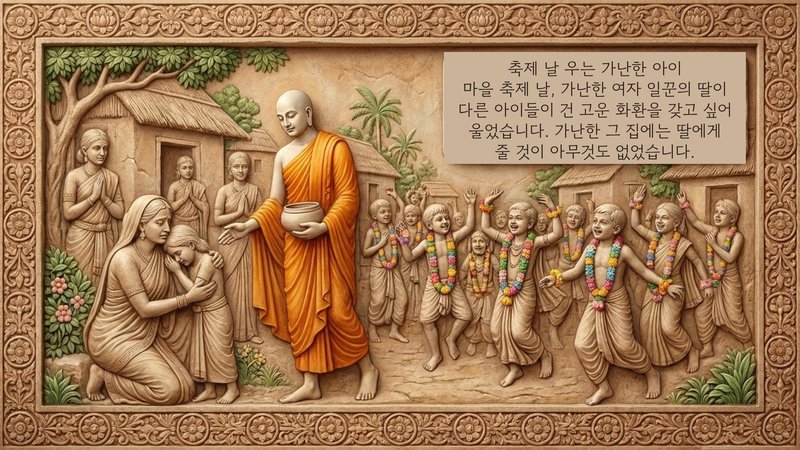 축제 날 우는 가난한 아이
마을 축제 날, 가난한 여자 일꾼의 딸이
다른 아이들이 건 고운 화환을 갖고 싶어
울었습니다. 가난한 그 집에는 딸에게
줄 것이 아무것도 없었습니다.